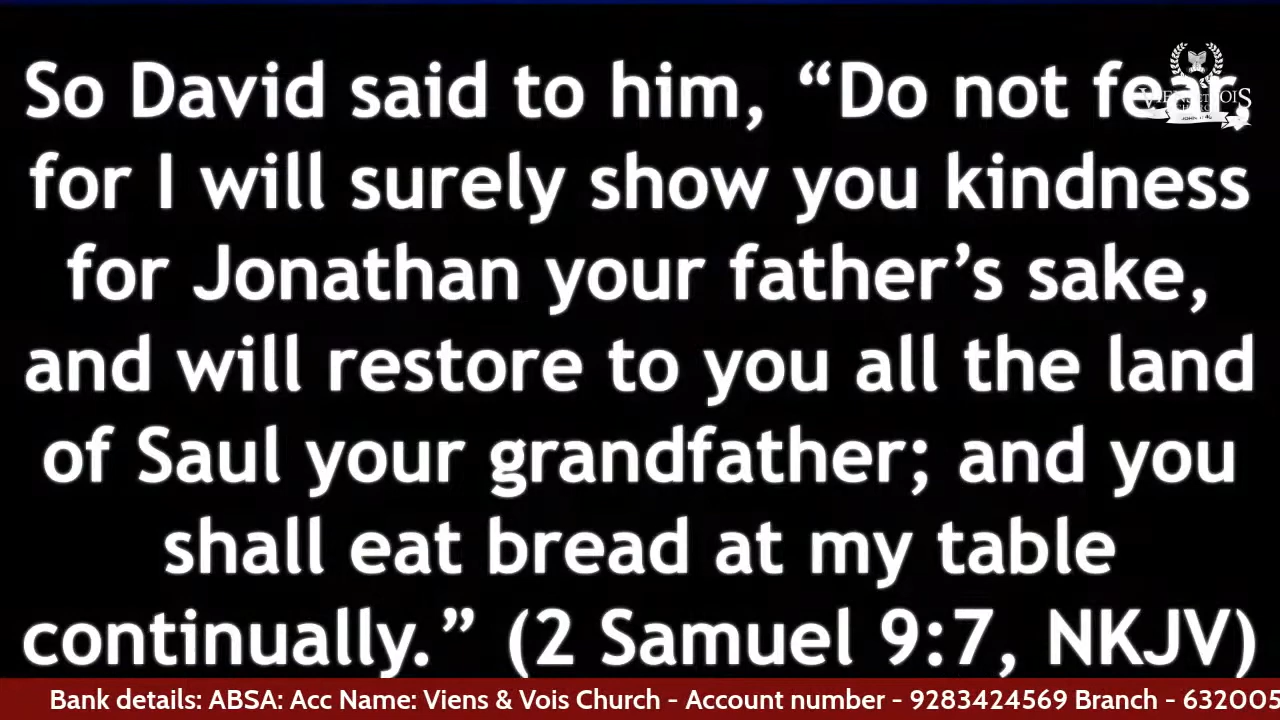 So David said to him, “Do not fear,
for I will surely show you kindness
for Jonathan your father’s sake,
and will restore to you all the land
of Saul your grandfather; and you
shall eat bread at my table
continually.” (2 Samuel 9:7, NKJV)
Bank details: ABSA: Acc Name: Viens & Vois Church - Account number - 9283424569 Branch - 632005